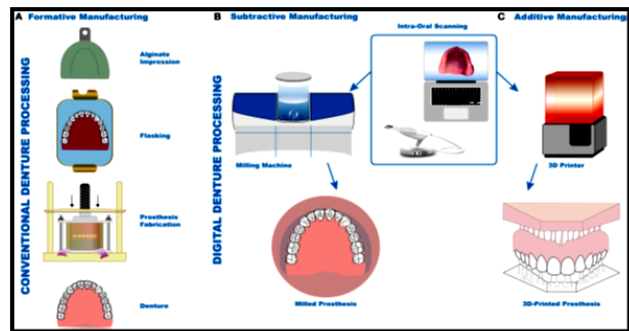 A Formative Manufacturing
B Subtractive Manufacturing
Intra-Oral Scanning
C Additive Manufacturing
CONVENTIONAL DENTURE PROCESSING
Alginate
Impression
Flasking
Prosthesis
Fabrication
Denture
DIGITAL DENTURE PROCESSING
Milling Machine
3D Printer
Milled Prosthesis
3D-Printed Prosthesis